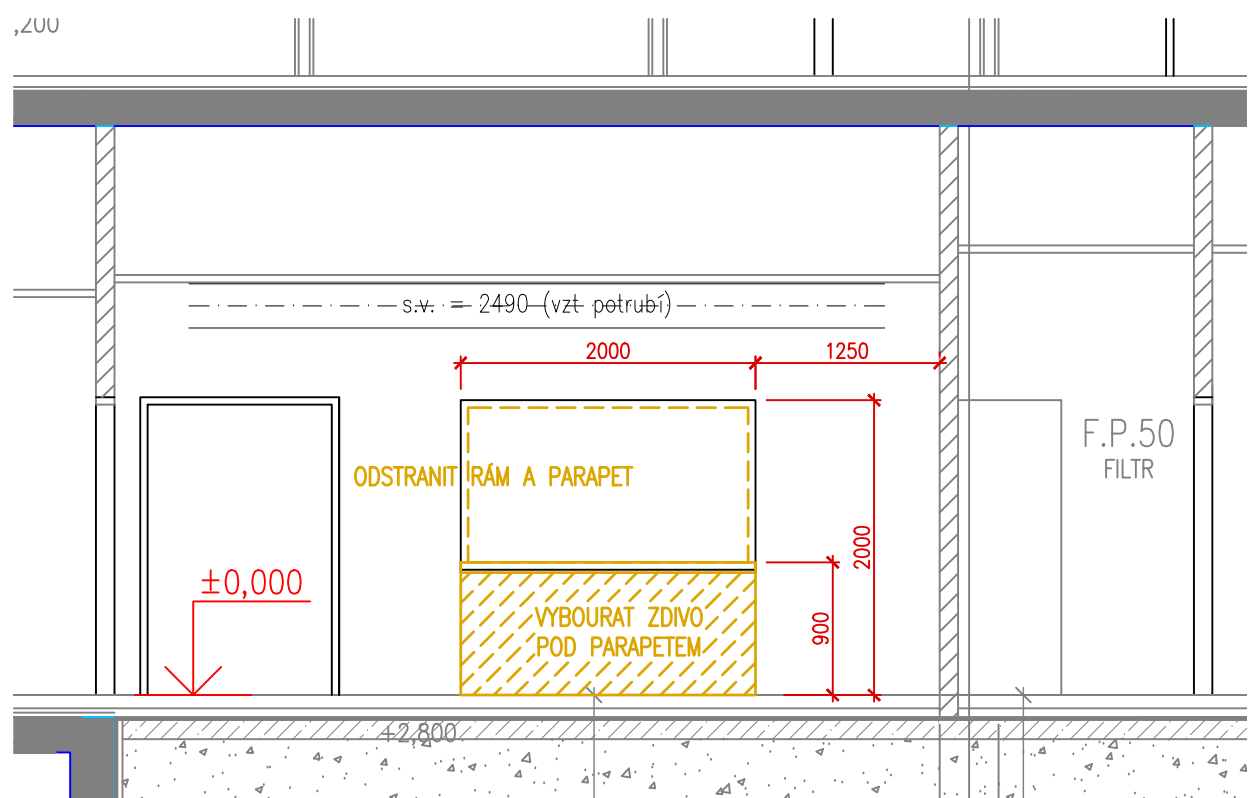 ,200
s.v. = 2490 (vzt potrubí)
2000
1250
F.P.50
FILTR
ODSTRANIT RÁM A PARAPET
2000
±0,000
900
VYBOURAT ZDIVO
POD PARAPETEM
+2,800